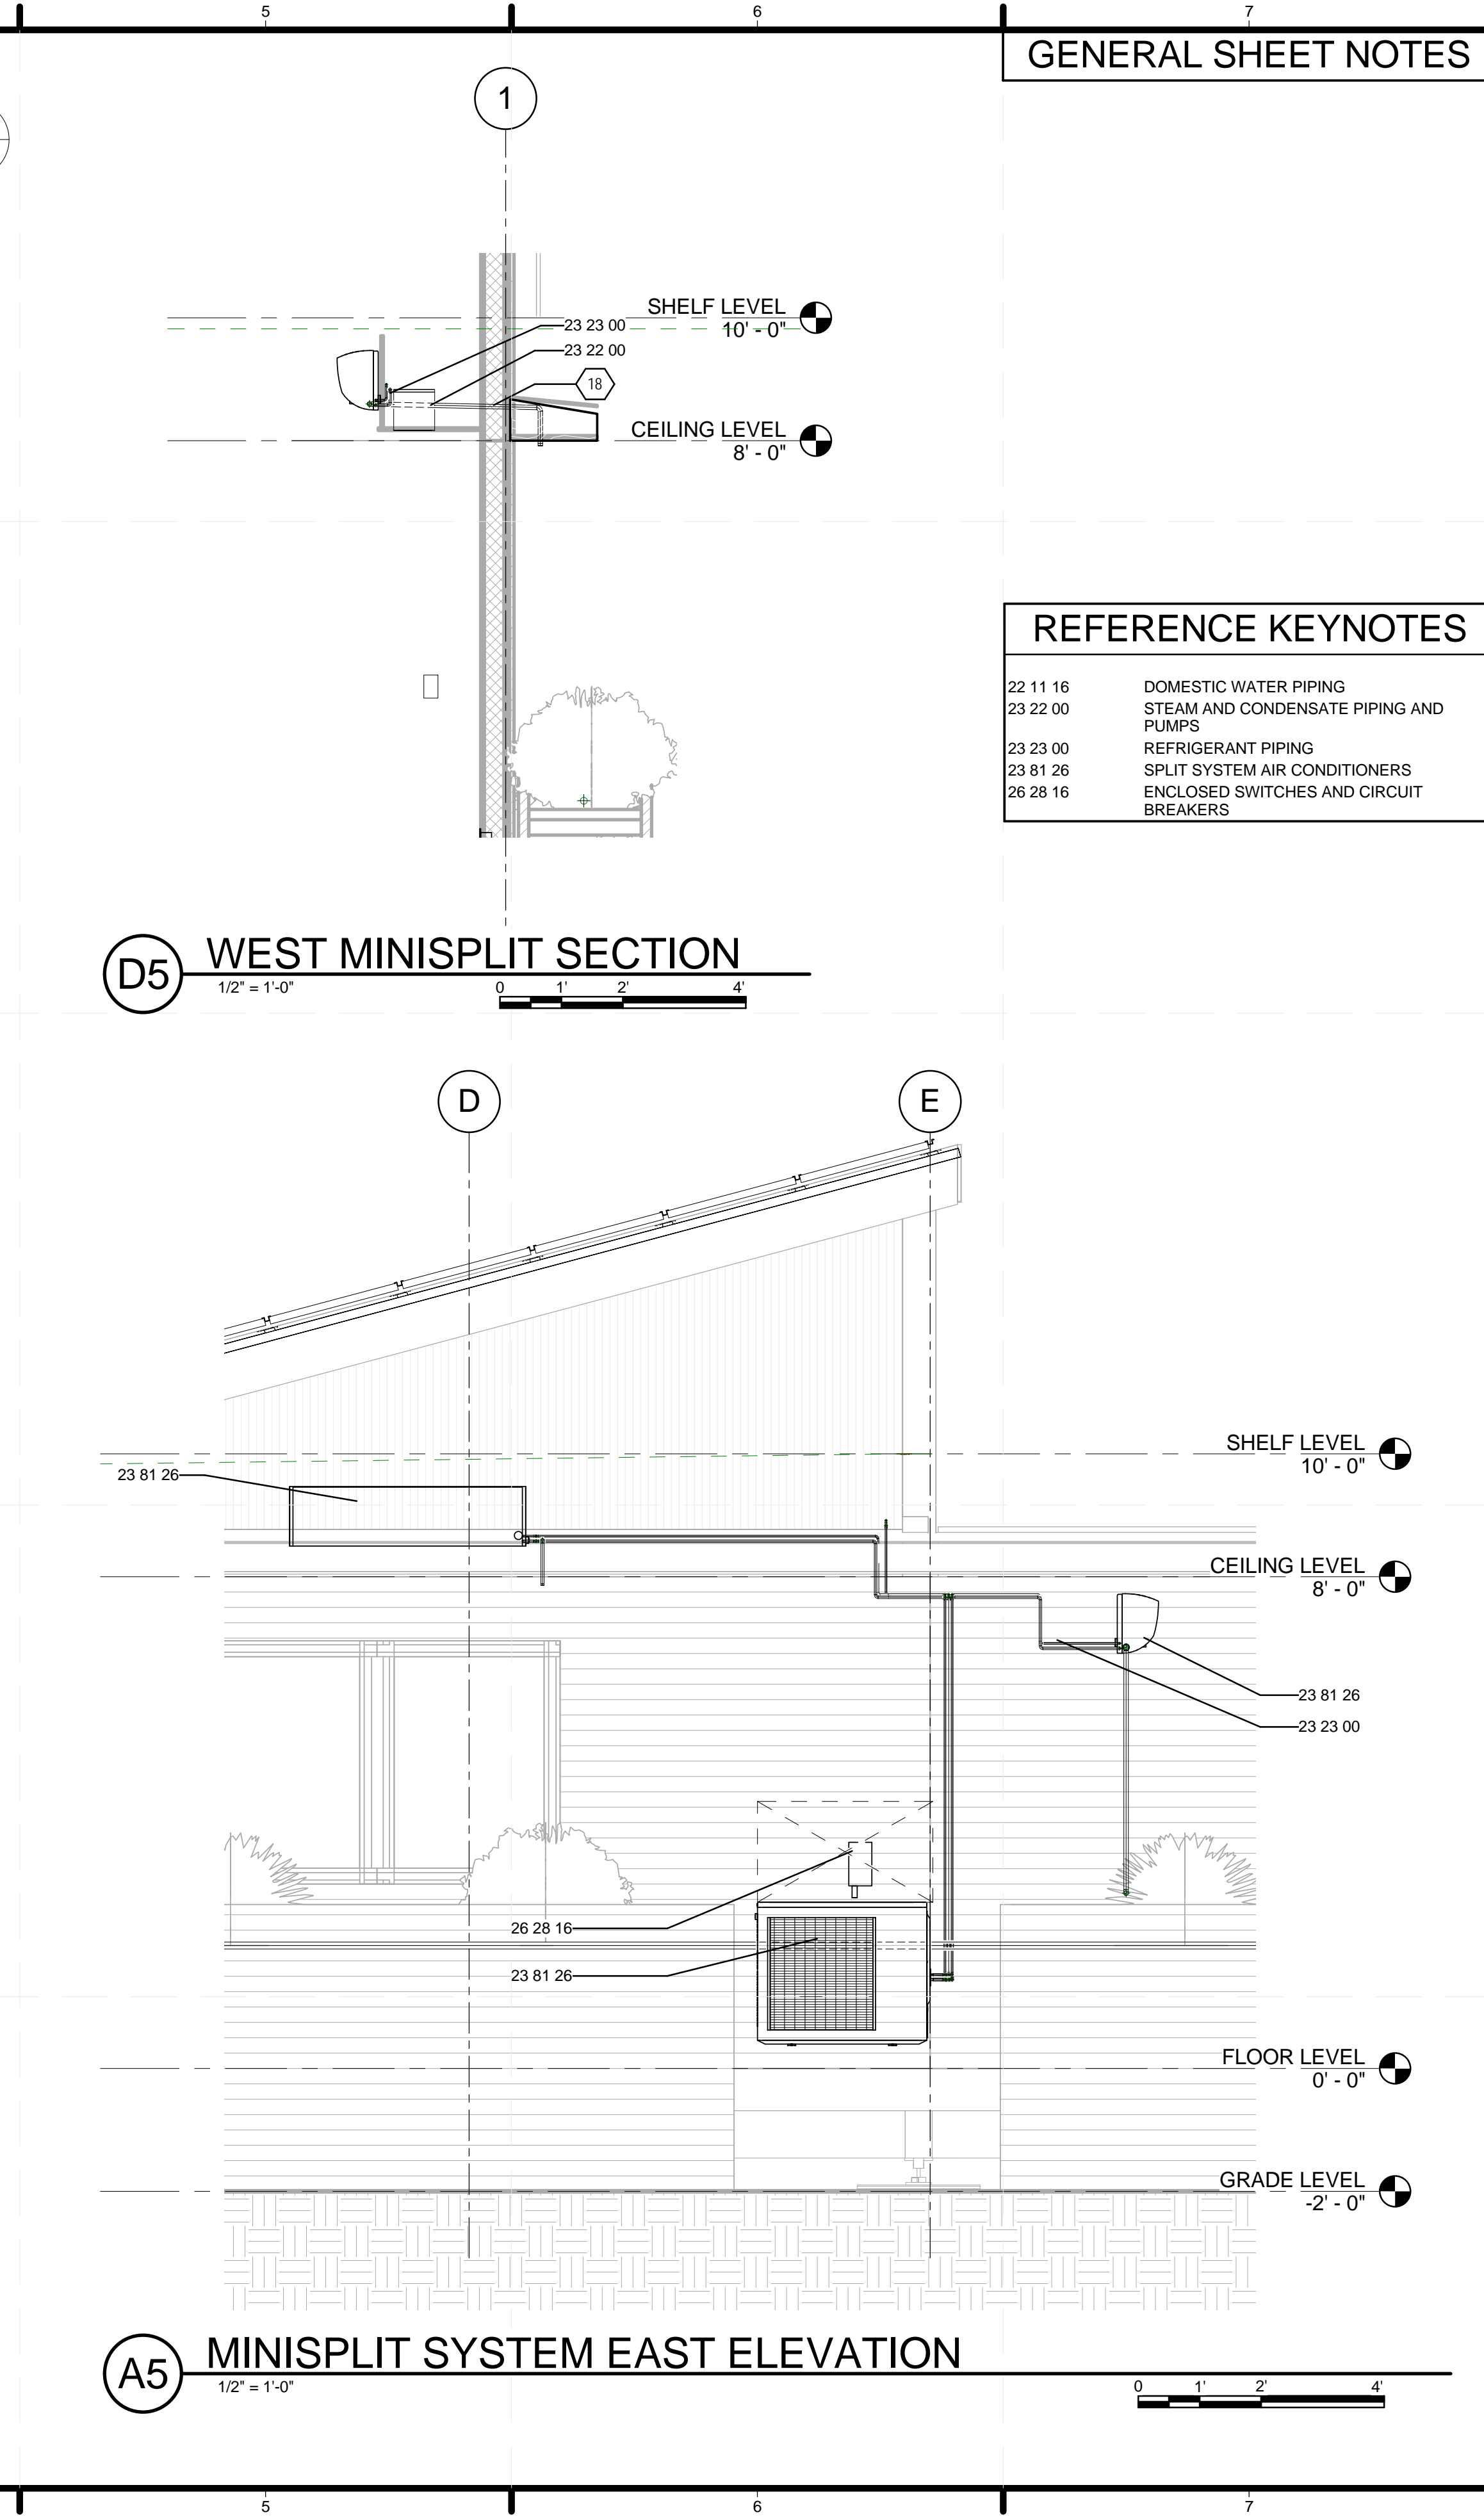 5 6 7
GENERAL SHEET NOTES
1
SHELF LEVEL
10' - 0"
23 23 00
23 22 00
18
CEILING LEVEL
8' - 0"
REFERENCE KEYNOTES
22 11 16 DOMESTIC WATER PIPING
23 22 00 STEAM AND CONDENSATE PIPING AND
PUMPS
23 23 00 REFRIGERANT PIPING
23 81 26 SPLIT SYSTEM AIR CONDITIONERS
26 28 16 ENCLOSED SWITCHES AND CIRCUIT
BREAKERS
D5 WEST MINISPLIT SECTION
1/2" = 1'-0" 0 1' 2' 4'
D E
SHELF LEVEL
10' - 0"
23 81 26
CEILING LEVEL
8' - 0"
23 81 26
23 23 00
26 28 16
23 81 26
FLOOR LEVEL
0' - 0"
GRADE LEVEL
-2' - 0"
A5 MINISPLIT SYSTEM EAST ELEVATION
1/2" = 1'-0" 0 1' 2' 4'
5 6 7